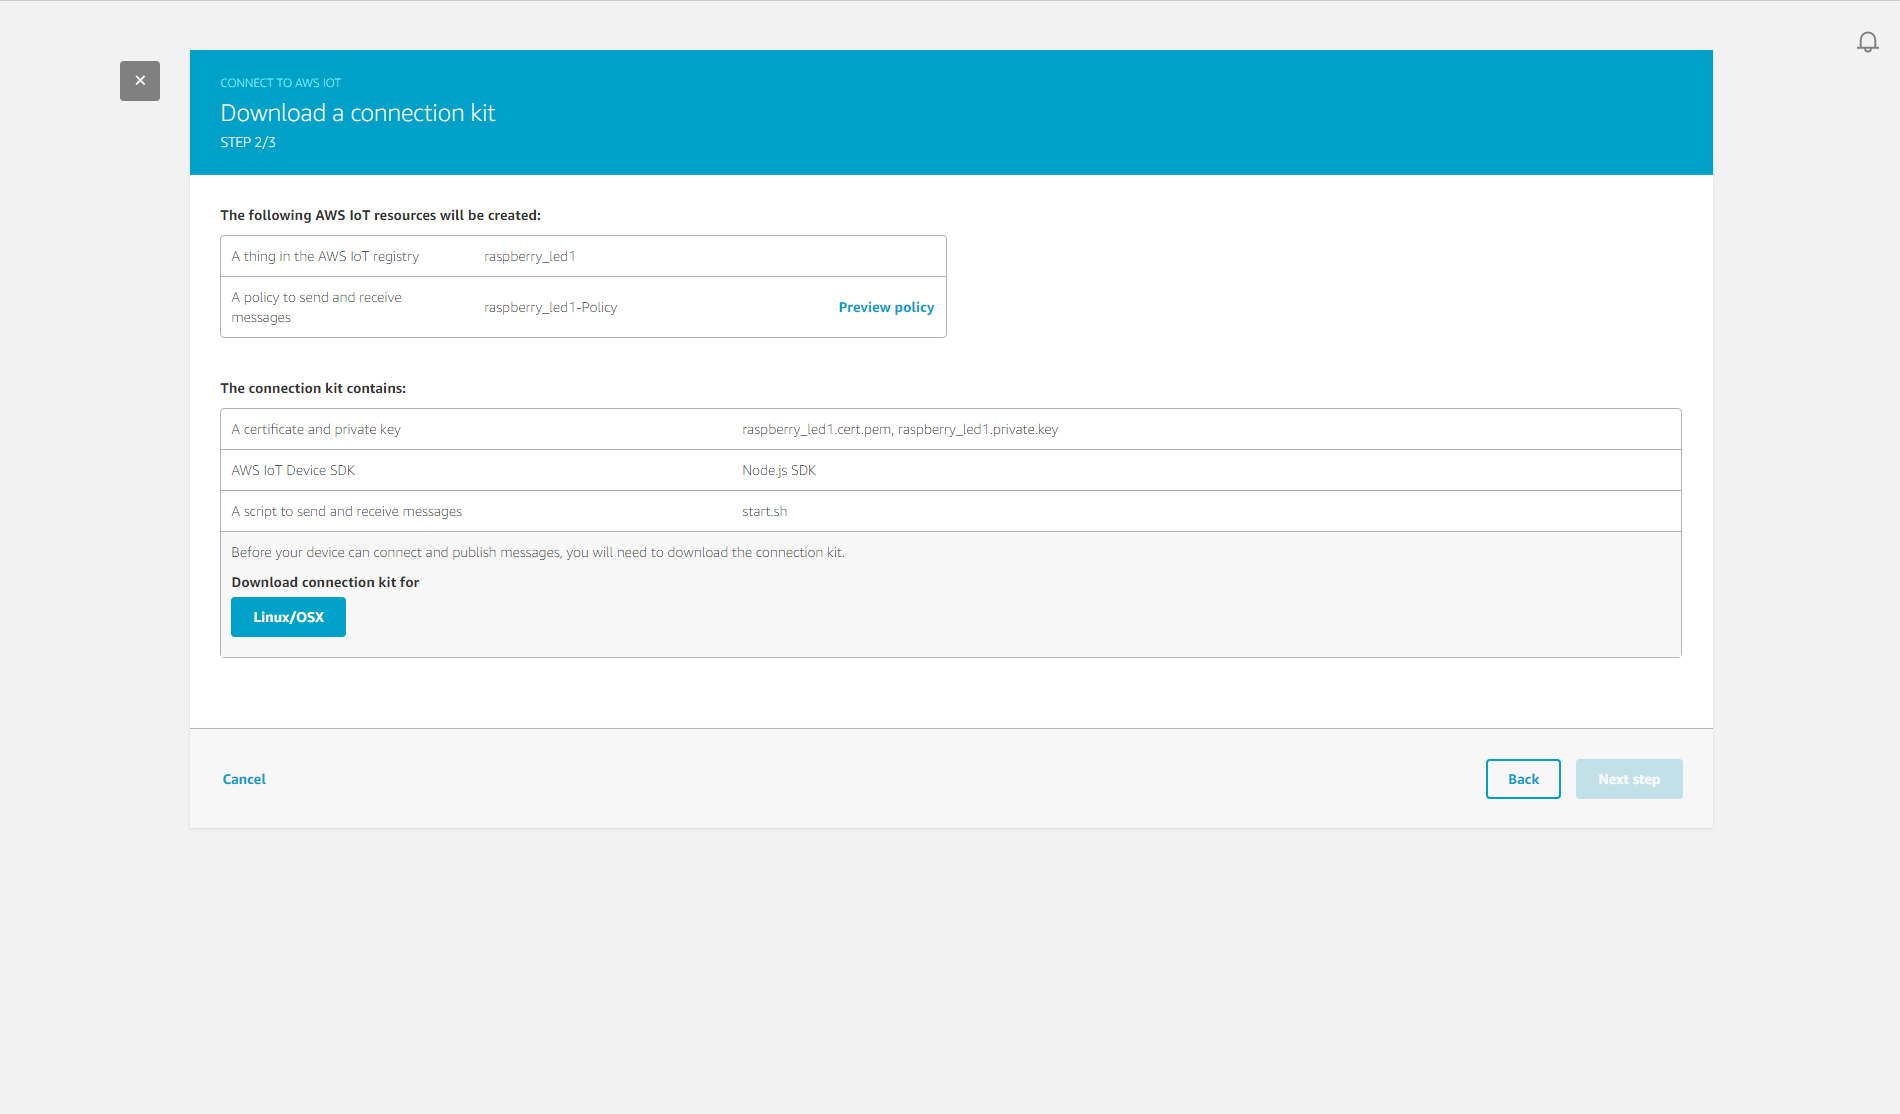 CONNECT TO AWS IOT
Download a connection kit
STEP 2/3
The following AWS IoT resources will be created:
A thing in the AWS IoT registry raspberry_led1
A policy to send and receive
messages
raspberry_led1-Policy
Preview policy
The connection kit contains:
A certificate and private key raspberry_led1.cert.pem, raspberry_led1.private.key
AWS IoT Device SDK Node.js SDK
A script to send and receive messages start.sh
Before your device can connect and publish messages, you will need to download the connection kit.
Download connection kit for
Linux/OSX
Cancel Back Next step